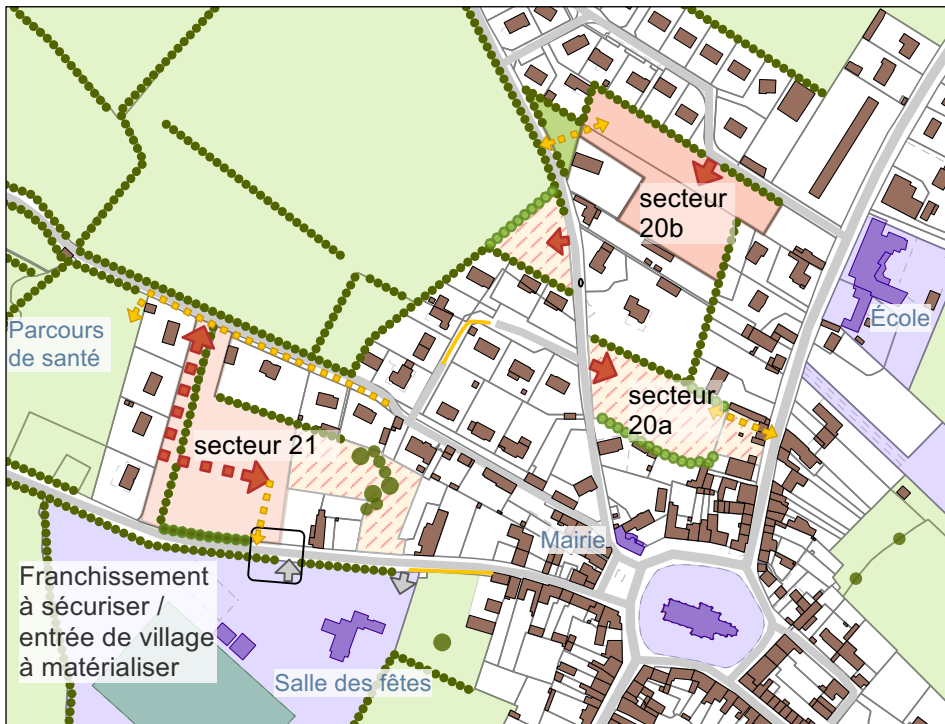 secteur
20b
École
Parcours
de santé
secteur
20a
secteur 21
Mairie
Franchissement
à sécuriser /
entrée de village
à matérialiser
Salle des fêtes